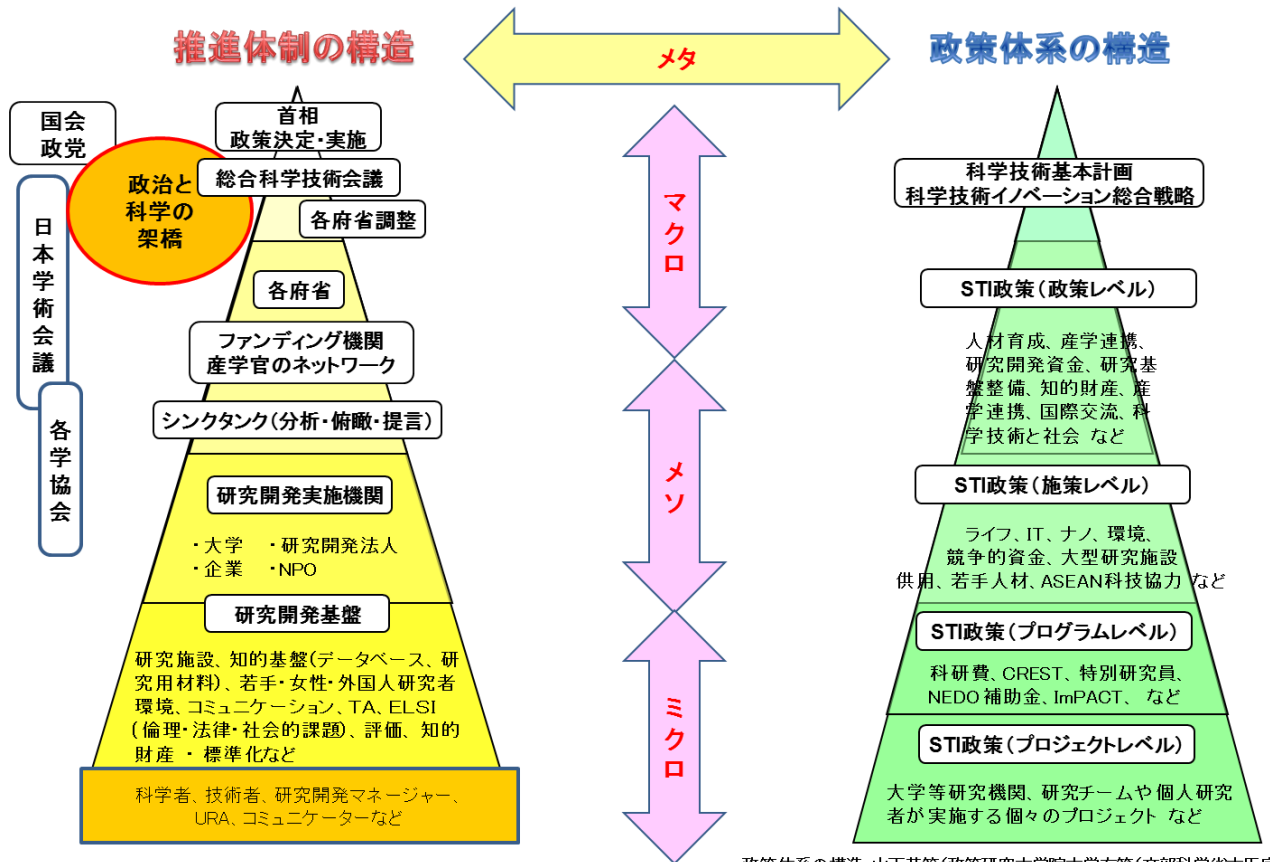 推進体制の構造
メタ
政策体系の構造
国会
政党
政治と
科学の
架橋
日本学術会議
各学協会
首相
政策決定・実施
総合科学技術会議
各府省調整
各府省
ファンディング機関
産学官のネットワーク
シンクタンク(分析・俯瞰・提言)
研究開発実施機関
・大学 ・研究開発法人
・企業 ・NPO
研究開発基盤
研究施設、知的基盤(データベース、研
究用材料)、若手・女性・外国人研究者
環境、コミュニケーション、TA、ELSI
(倫理・法律・社会的課題)、評価、知的
財産 ・ 標準化など
科学者、技術者、研究開発マネージャー、
URA、コミュニケーターなど
マクロ
メソ
ミクロ
科学技術基本計画
科学技術イノベーション総合戦略
STI政策(政策レベル)
人材育成、産学連携、
研究開発資金、研究基
盤整備、知的財産、産
学連携、国際交流、科
学技術と社会 など
STI政策(施策レベル)
ライフ、IT、ナノ、環境、
競争的資金、大型研究施設
供用、若手人材、ASEAN科技協力 など
STI政策(プログラムレベル)
科研費、CREST、特別研究員、
NEDO補助金、ImPACT、 など
STI政策(プロジェクトレベル)
大学等研究機関、研究チームや個人研究
者が実施する個々のプロジェクト など